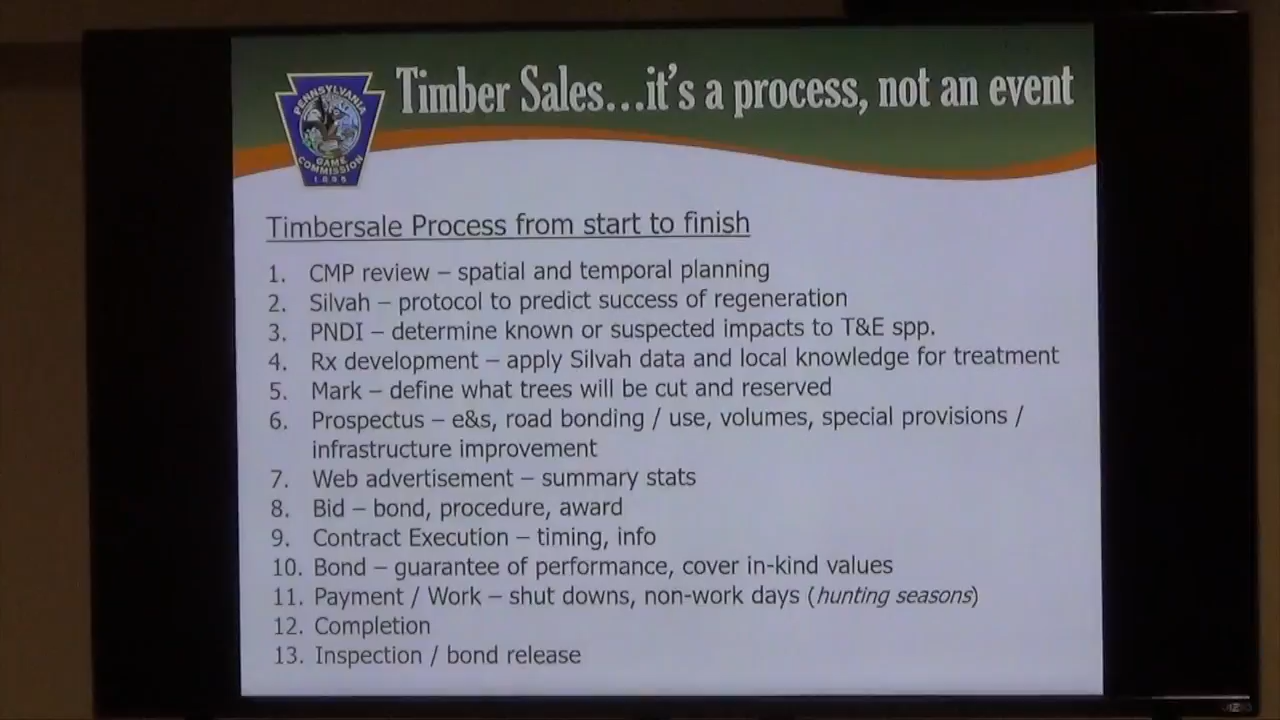 Timber Sales...it's a process, not an event
PENNSYLVANIA
GAME
COMMISSION
1895
Timbersale Process from start to finish
1. CMP review – spatial and temporal planning
2. Silvah – protocol to predict success of regeneration
3. PNDI – determine known or suspected impacts to T&E spp.
4. Rx development – apply Silvah data and local knowledge for treatment
5. Mark – define what trees will be cut and reserved
6. Prospectus – e&s, road bonding / use, volumes, special provisions /
infrastructure improvement
7. Web advertisement – summary stats
8. Bid – bond, procedure, award
9. Contract Execution – timing, info
10. Bond – guarantee of performance, cover in-kind values
11. Payment / Work – shut downs, non-work days (hunting seasons)
12. Completion
13. Inspection / bond release
VIZIO